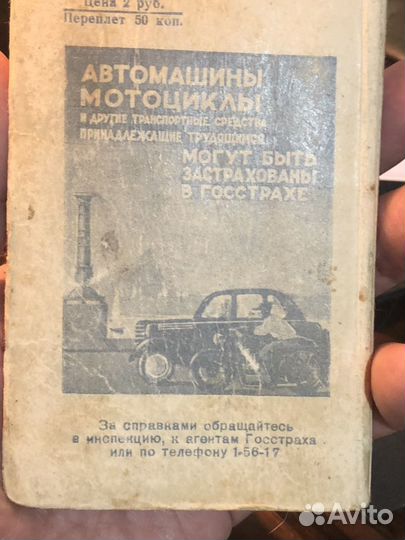 Цена 2 руб.
Переплет 50 коп.
АВТОМАШИНЫ
МОТОЦИКЛЫ
И ДРУГИЕ ТРАНСПОРТНЫЕ СРЕДСТВА
ПРИНАДЛЕЖАЩИЕ ТРУДЯЩИМСЯ
МОГУТ БЫТЬ
ЗАСТРАХОВАНЫ
В ГОССТРАХЕ
За справками обращайтесь
в инспекцию, к агентам Госстраха
или по телефону 1-56-17
Avito